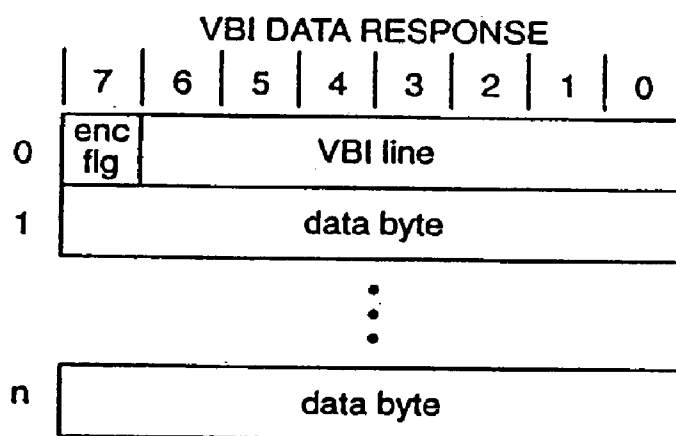 VBI DATA RESPONSE
7 6 5 4 3 2 1 0
0 enc flg VBI line
1 data byte
n data byte